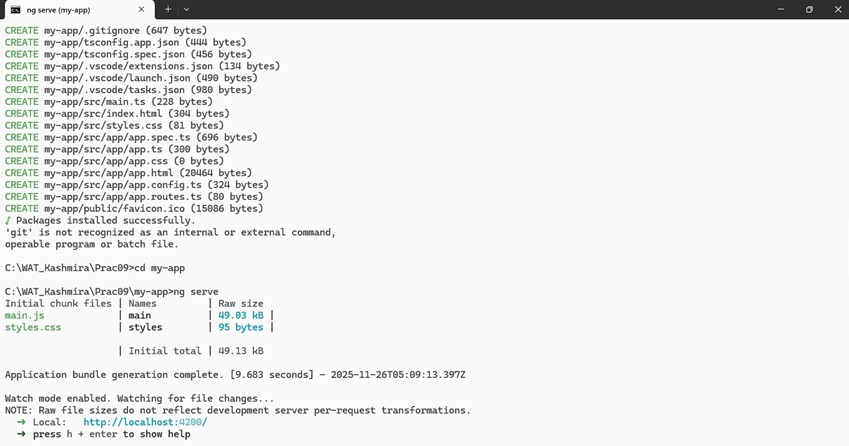 ng serve (my-app)
CREATE my-app/.gitignore (647 bytes)
CREATE my-app/tsconfig.app.json (444 bytes)
CREATE my-app/tsconfig.spec.json (456 bytes)
CREATE my-app/.vscode/extensions.json (134 bytes)
CREATE my-app/.vscode/launch.json (490 bytes)
CREATE my-app/.vscode/tasks.json (980 bytes)
CREATE my-app/src/main.ts (228 bytes)
CREATE my-app/src/index.html (304 bytes)
CREATE my-app/src/styles.css (81 bytes)
CREATE my-app/src/app/app.spec.ts (696 bytes)
CREATE my-app/src/app/app.ts (300 bytes)
CREATE my-app/src/app/app.css (0 bytes)
CREATE my-app/src/app/app.html (20464 bytes)
CREATE my-app/src/app/app.config.ts (324 bytes)
CREATE my-app/src/app/app.routes.ts (80 bytes)
CREATE my-app/public/favicon.ico (15086 bytes)
√ Packages installed successfully.
'git' is not recognized as an internal or external command,
operable program or batch file.
C:\WAT_Kashmira\Prac09>cd my-app
C:\WAT_Kashmira\Prac09\my-app>ng serve
Initial chunk files | Names | Raw size
main.js | main | 49.03 kB |
styles.css | styles | 95 bytes |
| Initial total | 49.13 kB
Application bundle generation complete. [9.683 seconds] - 2025-11-26T05:09:13.397Z
Watch mode enabled. Watching for file changes...
NOTE: Raw file sizes do not reflect development server per-request transformations.
➜ Local: http://localhost:4200/
➜ press h + enter to show help